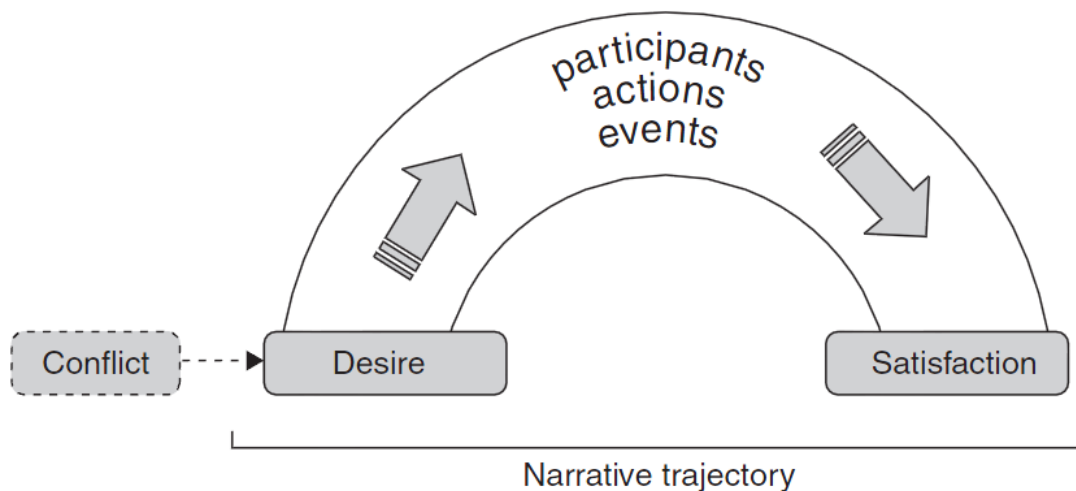 participants
actions
events
Conflict
Desire
Satisfaction
Narrative trajectory